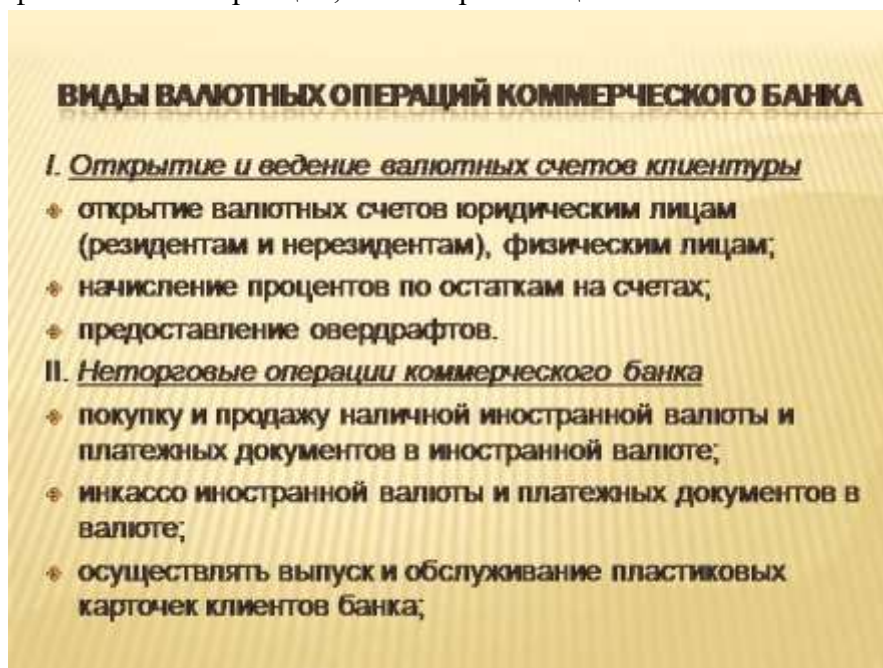 ВИДЫ ВАЛЮТНЫХ ОПЕРАЦИЙ КОММЕРЧЕСКОГО БАНКА
I. Открытие и ведение валютных счетов клиентуры
открытие валютных счетов юридическим лицам
(резидентам и нерезидентам), физическим лицам;
начисление процентов по остаткам на счетах;
предоставление овердрафтов.
II. Неторговые операции коммерческого банка
покупку и продажу наличной иностранной валюты и
платежных документов в иностранной валюте;
инкассо иностранной валюты и платежных документов в
валюте;
осуществлять выпуск и обслуживание пластиковых
карточек клиентов банка;